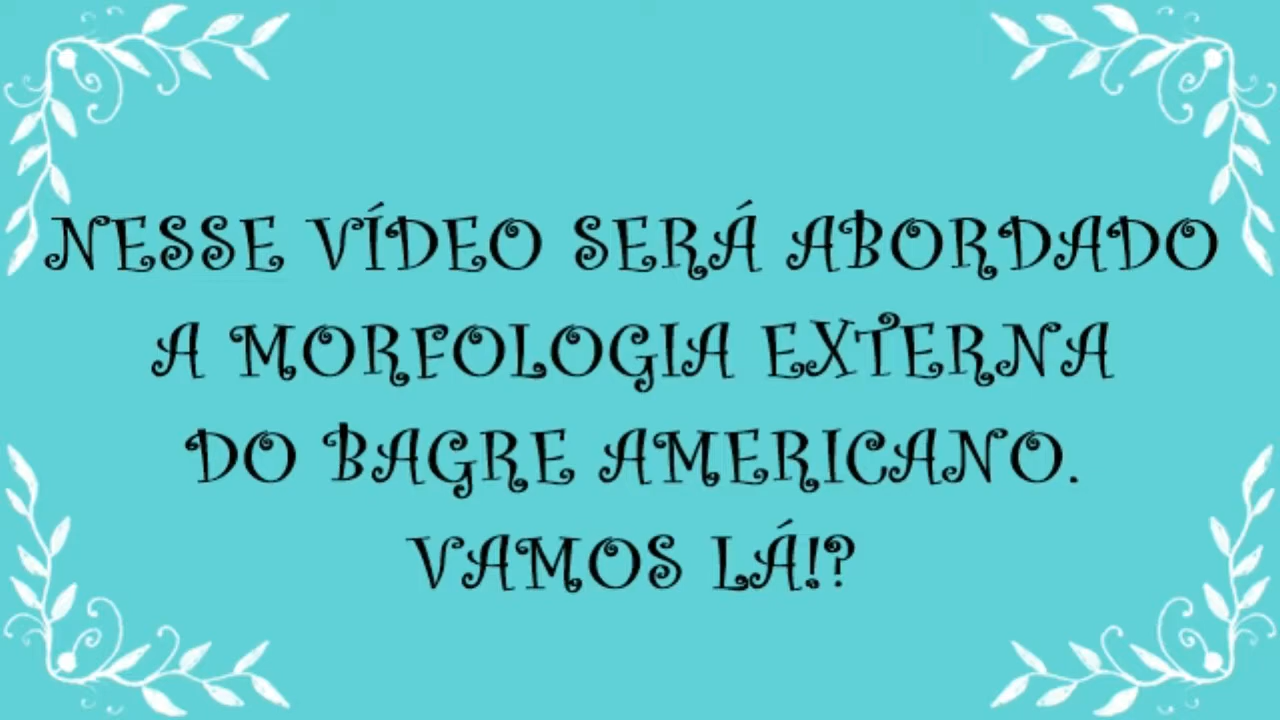 NESSE VÍDEO SERÁ ABORDADO
A MORFOLOGIA EXTERNA
DO BAGRE AMERICANO.
VAMOS LÁ!?